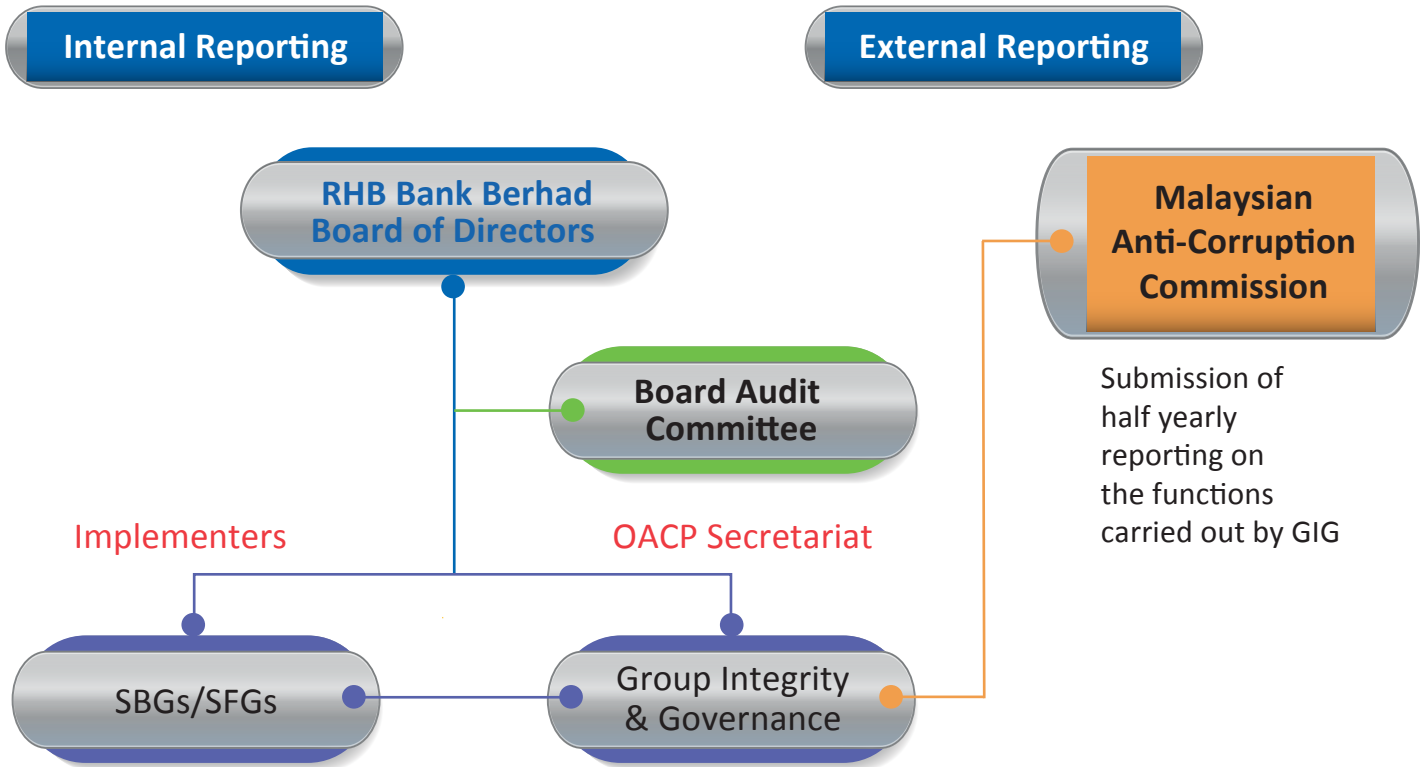 Internal Reporting
External Reporting
RHB Bank Berhad
Board of Directors
Malaysian
Anti-Corruption
Commission
Submission of
half yearly
reporting on
the functions
carried out by GIG
Board Audit
Committee
Implementers
OACP Secretariat
SBGs/SFGs
Group Integrity
& Governance